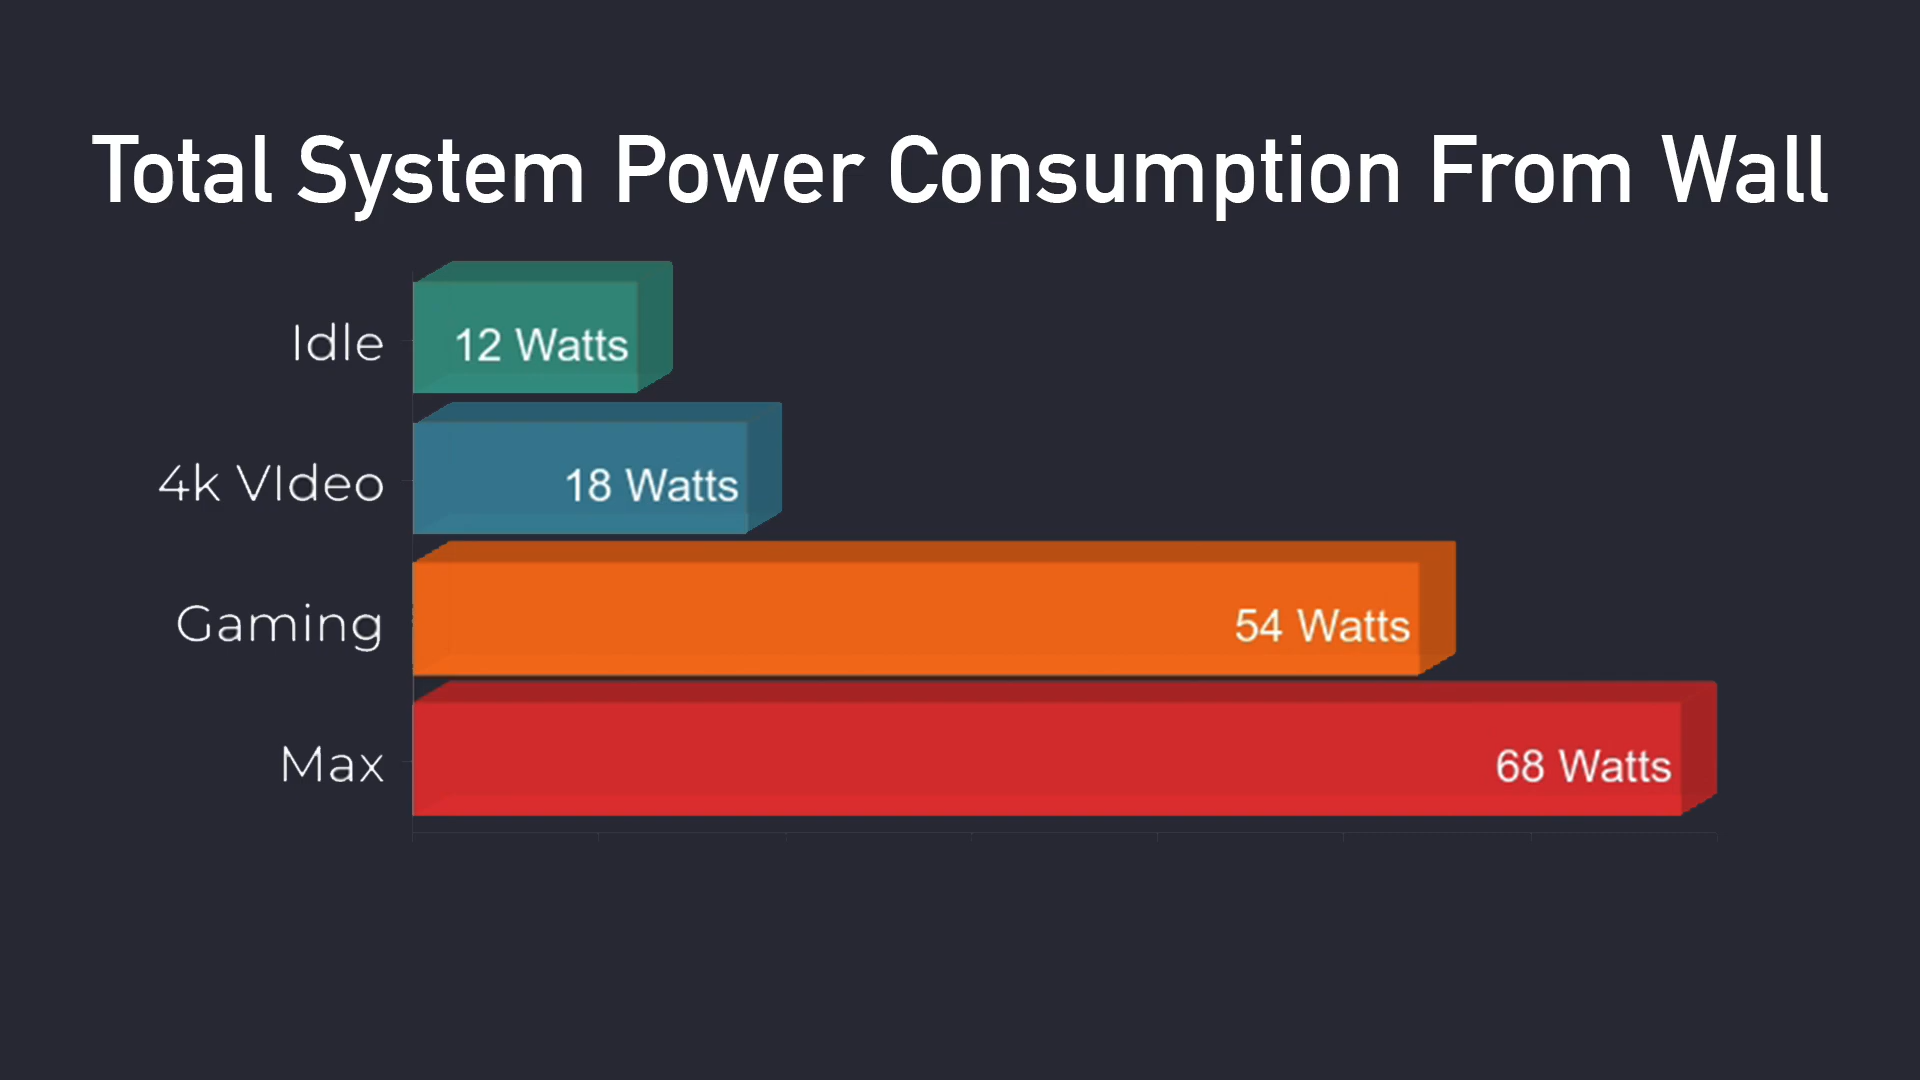 Total System Power Consumption From Wall
Idle 12 Watts
4k VIdeo 18 Watts
Gaming 54 Watts
Max 68 Watts